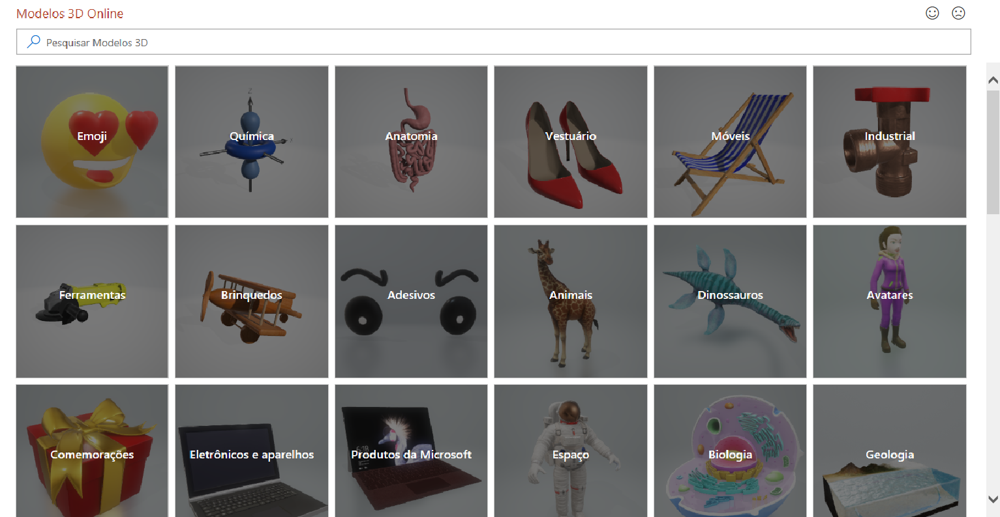 Modelos 3D Online
Pesquisar Modelos 3D
Emoji
Química
Anatomia
Vestuário
Móveis
Industrial
Ferramentas
Brinquedos
Adesivos
Animais
Dinossauros
Avatares
Comemorações
Eletrônicos e aparelhos
Produtos da Microsoft
Espaço
Biologia
Geologia